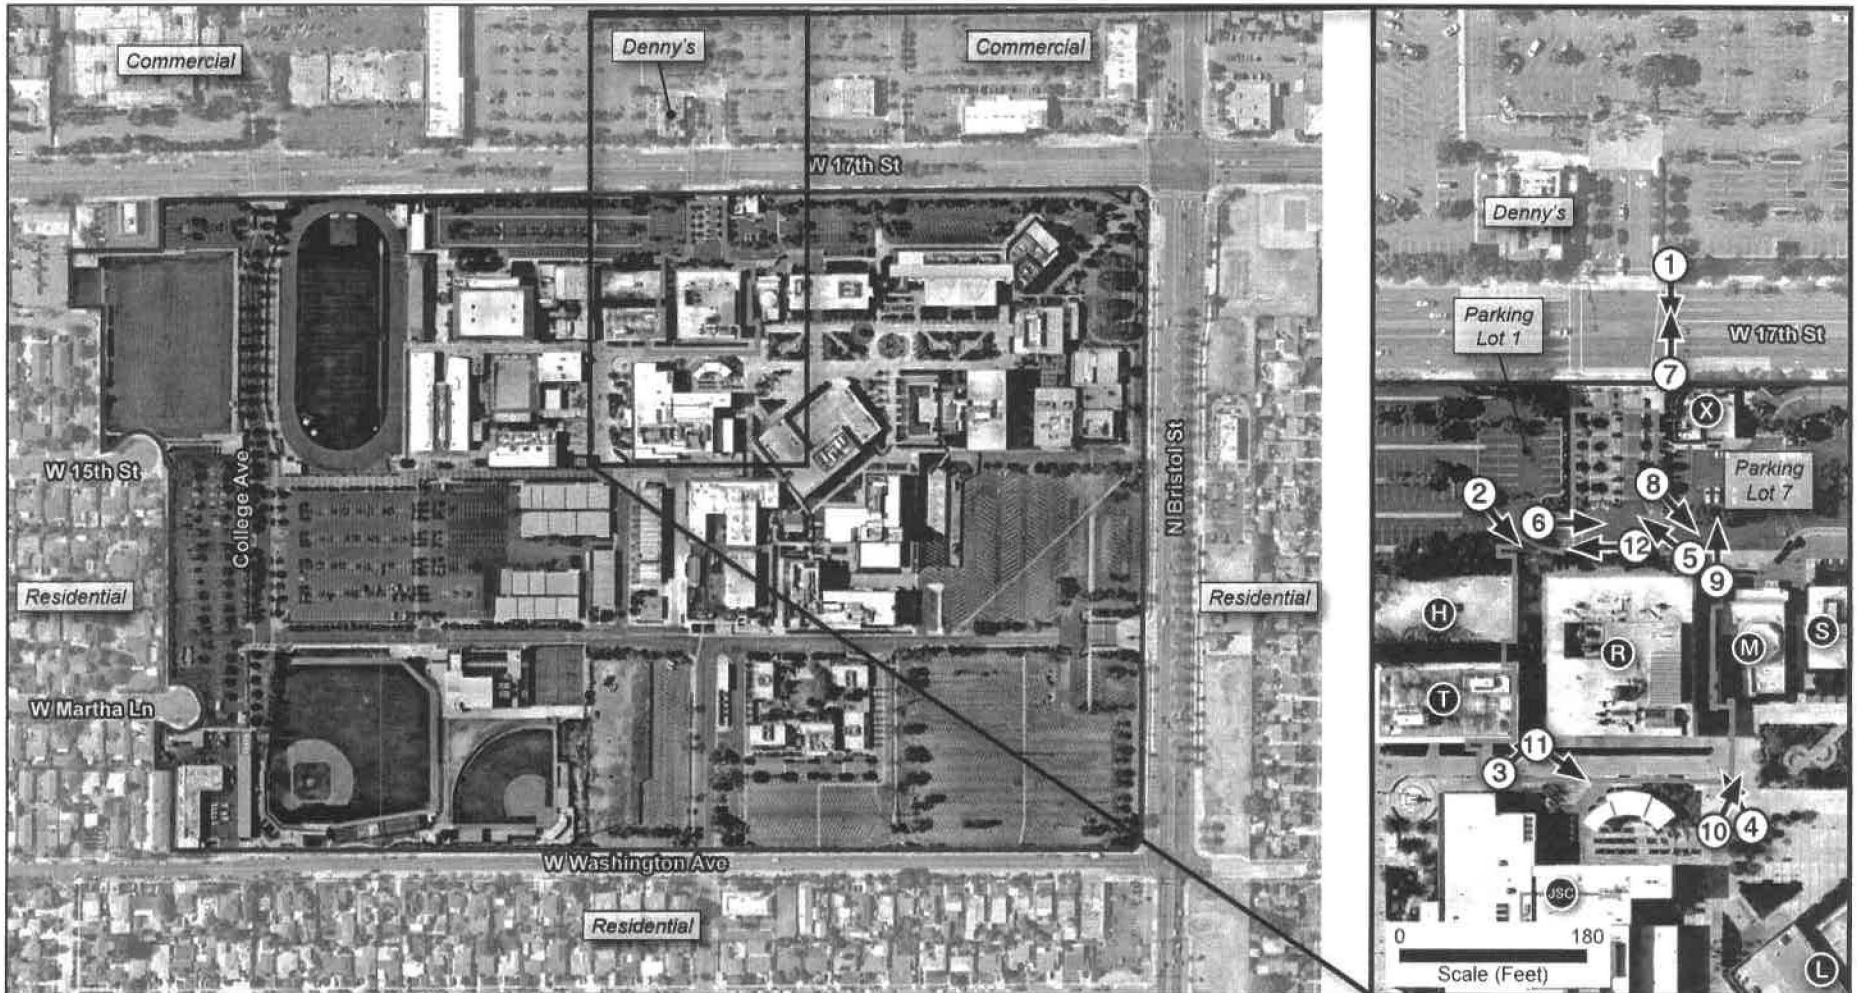 Commercial
Denny's
Commercial
W 17th St
W 15th St
College Ave
N Bristol St
Residential
Residential
W Martha Ln
W Washington Ave
Residential
Denny's
1
Parking
Lot 1
W 17th St
7
X
Parking
Lot 7
2
8
6
12
5
9
H
R
M
S
T
11
3
10
4
JSC
0
180
Scale (Feet)
L